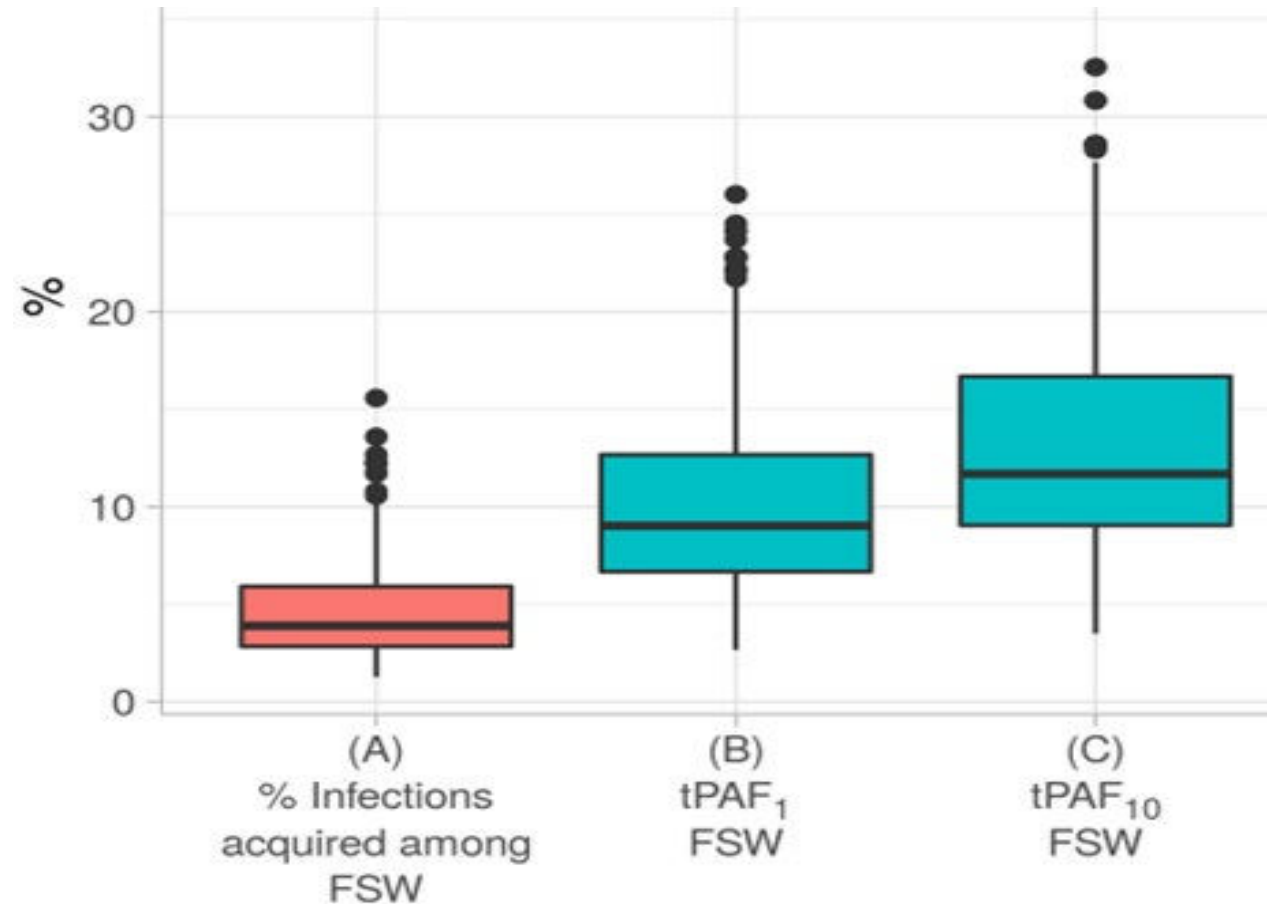 30
20
10
0
%
(A)
% Infections
acquired among
FSW
(B)
tPAF₁
FSW
(C)
tPAF₁₀
FSW